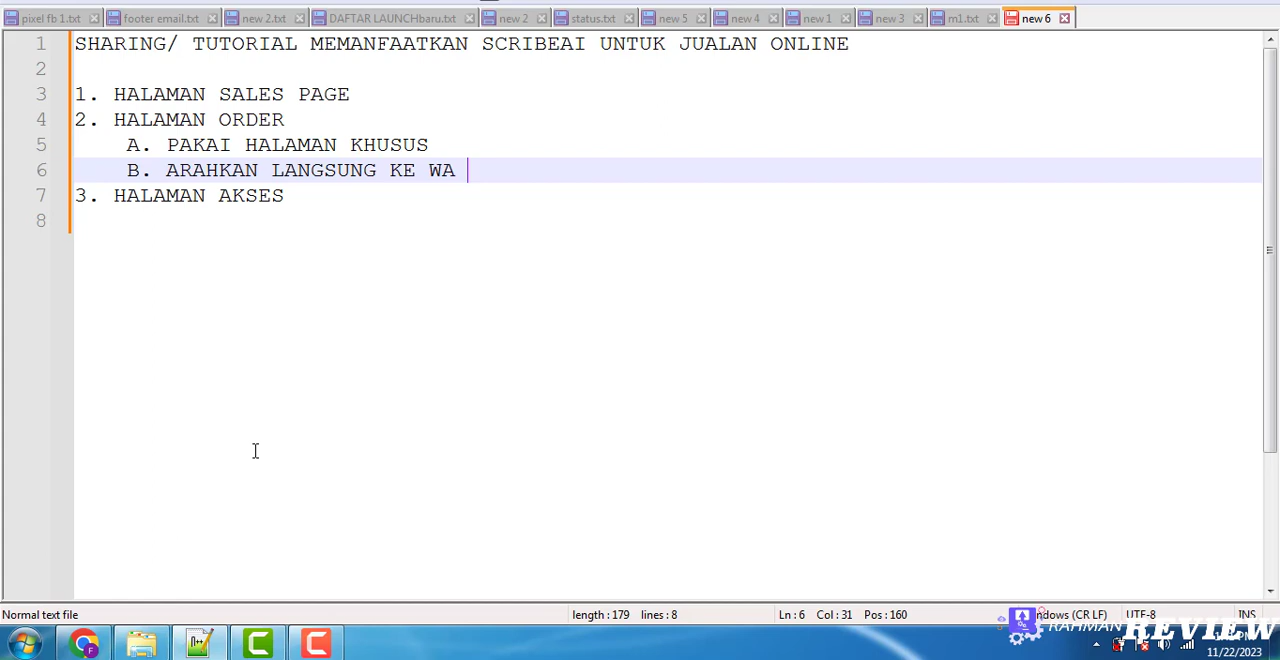 pixel fb 1.txt footer email.txt new 2.txt DAFTAR LAUNCHbaru.txt new 2 status.txt new 5 new 4 new 1 new 3 m1.txt new 6
1 SHARING/ TUTORIAL MEMANFAATKAN SCRIBEAI UNTUK JUALAN ONLINE
2
3 1. HALAMAN SALES PAGE
4 2. HALAMAN ORDER
5 A. PAKAI HALAMAN KHUSUS
6 B. ARAHKAN LANGSUNG KE WA
7 3. HALAMAN AKSES
8
Normal text file length : 179 lines : 8 Ln : 6 Col : 31 Pos : 160 ndows (CR LF) UTF-8 INS
RAHMAN REVIEW
11/22/2023